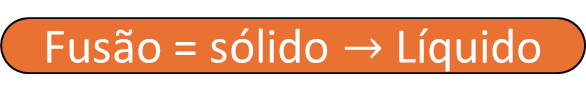 Fusão = sólido → Líquido